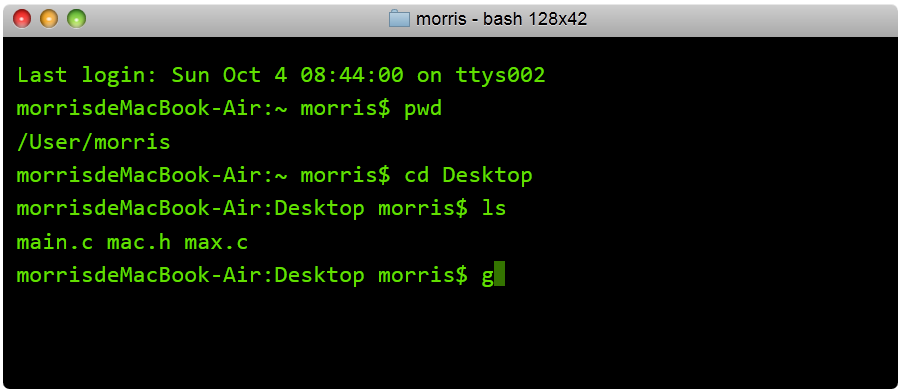 morris - bash 128x42
Last login: Sun Oct 4 08:44:00 on ttys002
morrisdeMacBook-Air:~ morris$ pwd
/User/morris
morrisdeMacBook-Air:~ morris$ cd Desktop
morrisdeMacBook-Air:Desktop morris$ ls
main.c mac.h max.c
morrisdeMacBook-Air:Desktop morris$ g